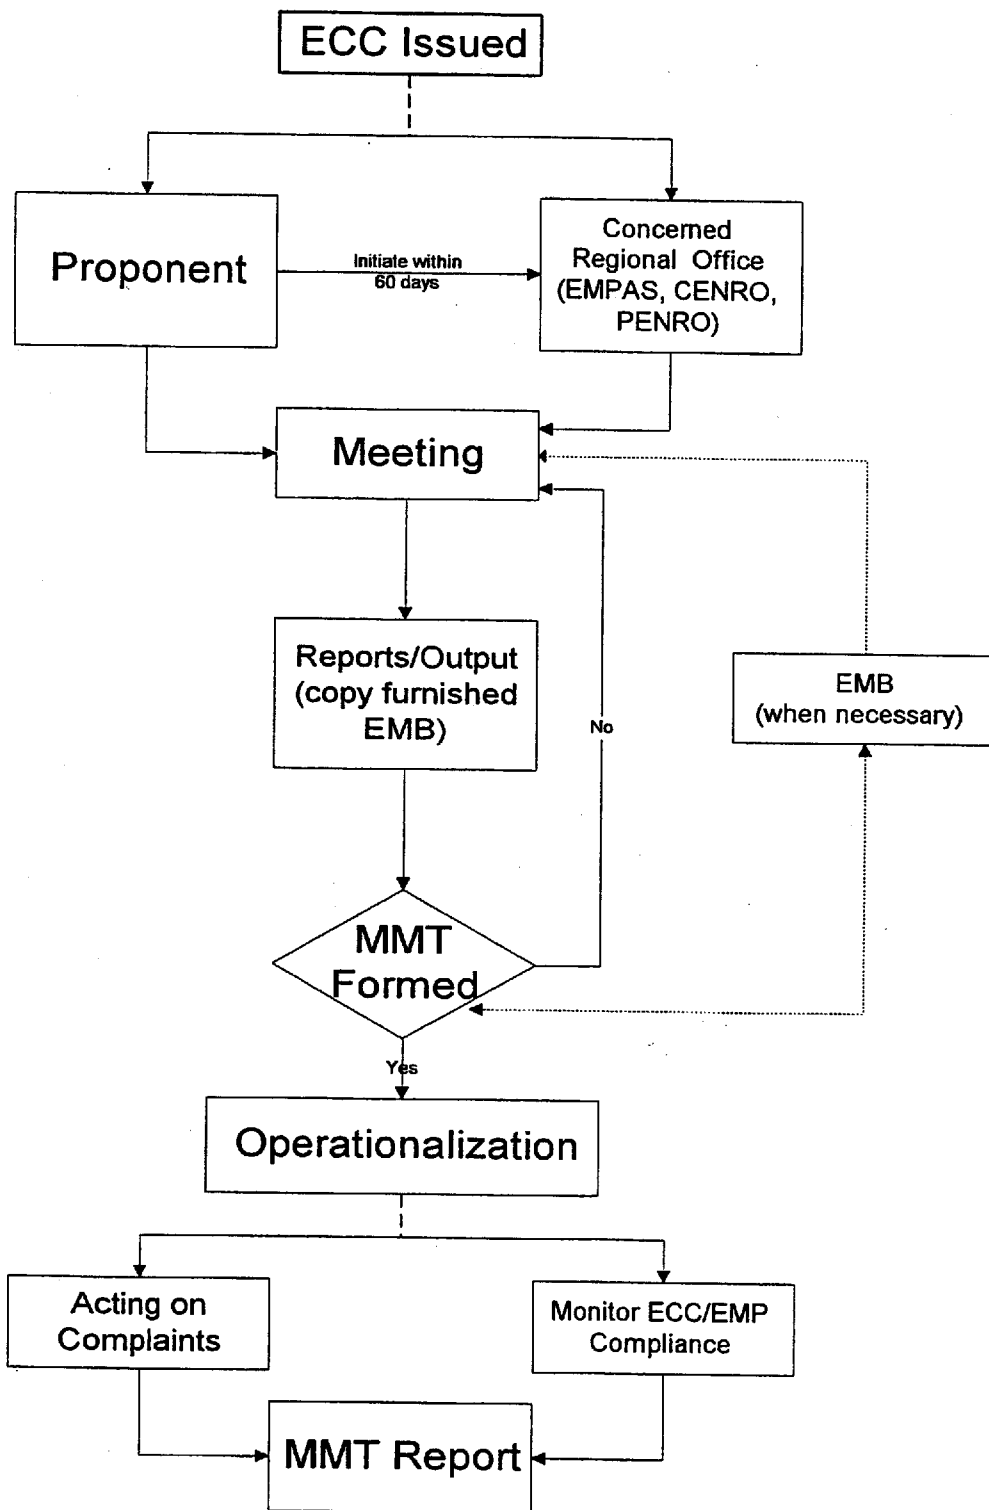 ECC Issued
Proponent
Initiate within
60 days
Concerned
Regional Office
(EMPAS, CENRO,
PENRO)
Meeting
Reports/Output
(copy furnished
EMB)
No
EMB
(when necessary)
MMT
Formed
Yes
Operationalization
Acting on
Complaints
Monitor ECC/EMP
Compliance
MMT Report